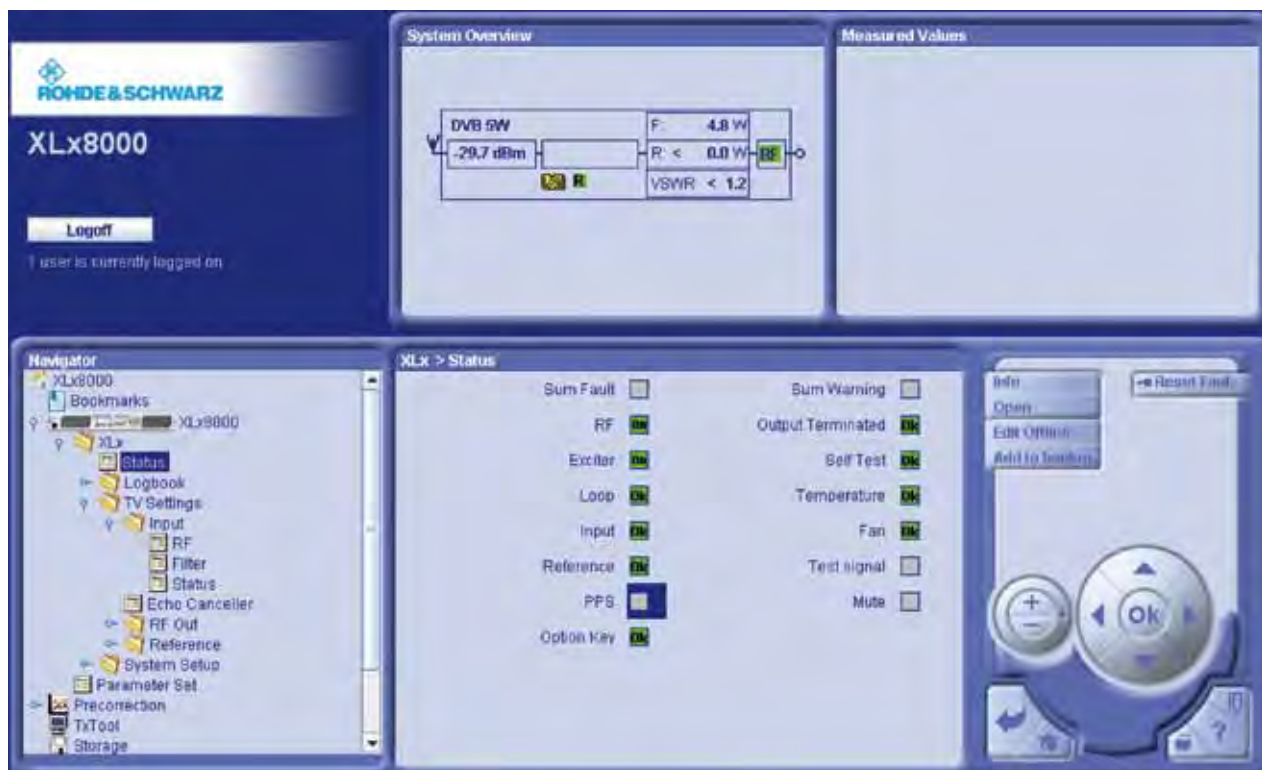 ROHDE&SCHWARZ
XLx8000
Logoff
1 user is currently logged on
System Overview
DVB 5W
F: 4.8 W
-29.7 dBm
R: < 0.0 W
RF
R
VSWR < 1.2
Measured Values
Navigator
XLx8000
Bookmarks
XLx8000
XLx
Status
Logbook
TV Settings
Input
RF
Filter
Status
Echo Canceller
RF Out
Reference
System Setup
Parameter Set
Precorrection
TxTool
Storage
XLx > Status
Sum Fault
Sum Warning
RF Ok
Output Terminated Ok
Exciter Ok
Self Test Ok
Loop Ok
Temperature Ok
Input Ok
Fan Ok
Reference Ok
Test signal
PPS
Mute
Option Key Ok
Info
Reset Fault
Open
Edit
Add to
+
−
Ok
?